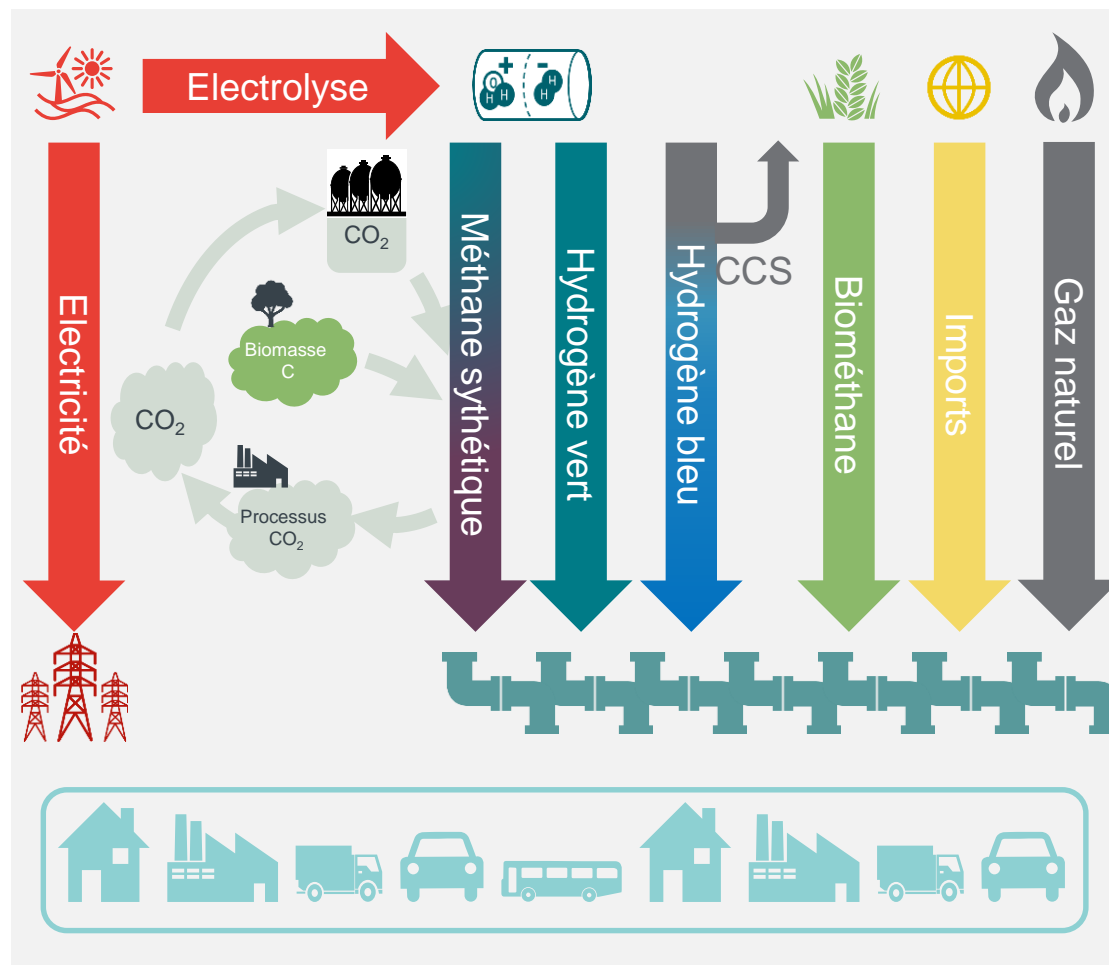 Electrolyse
+ -
O
H H
H H
CO₂
CCS
Biomasse
C
CO₂
Processus
CO₂
Electricité
Méthane sythétique
Hydrogène vert
Hydrogène bleu
Biométhane
Imports
Gaz naturel